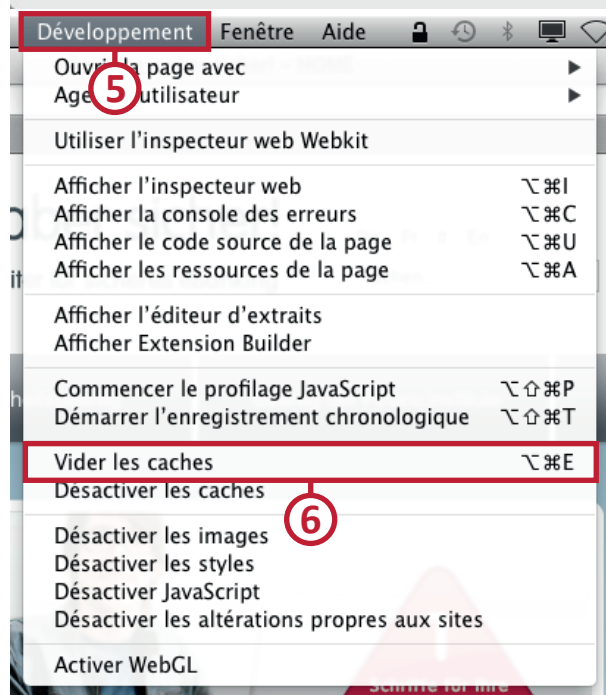 Développement Fenêtre Aide
5
Ouvrir la page avec
utilisateur
Utiliser l'inspecteur web Webkit
Afficher l'inspecteur web ⌥⌘I
Afficher la console des erreurs ⌥⌘C
Afficher le code source de la page ⌥⌘U
Afficher les ressources de la page ⌥⌘A
Afficher l'éditeur d'extraits
Afficher Extension Builder
Commencer le profilage JavaScript ⌥⇧⌘P
Démarrer l'enregistrement chronologique ⌥⇧⌘T
Vider les caches ⌥⌘E
Désactiver les caches
6
Désactiver les images
Désactiver les styles
Désactiver JavaScript
Désactiver les altérations propres aux sites
Activer WebGL
Schritte für Ihre